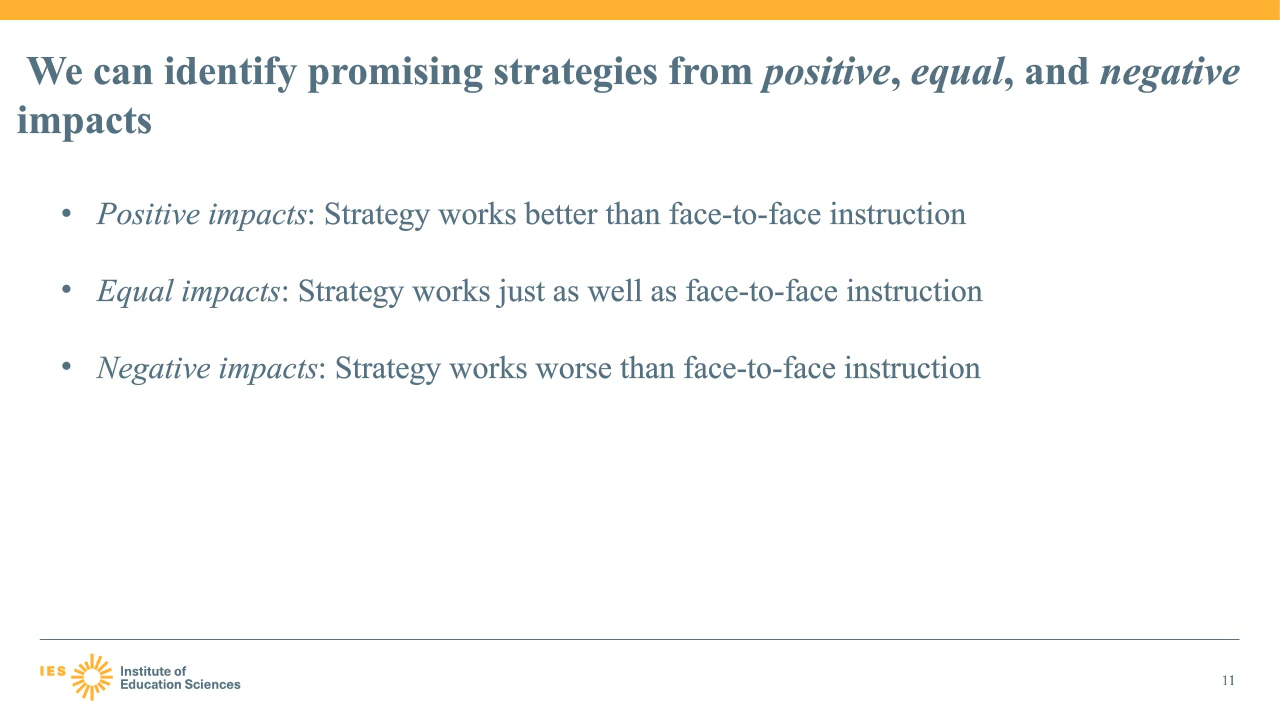 We can identify promising strategies from positive, equal, and negative
impacts
• Positive impacts: Strategy works better than face-to-face instruction
• Equal impacts: Strategy works just as well as face-to-face instruction
• Negative impacts: Strategy works worse than face-to-face instruction
IES
Institute of
Education Sciences
11